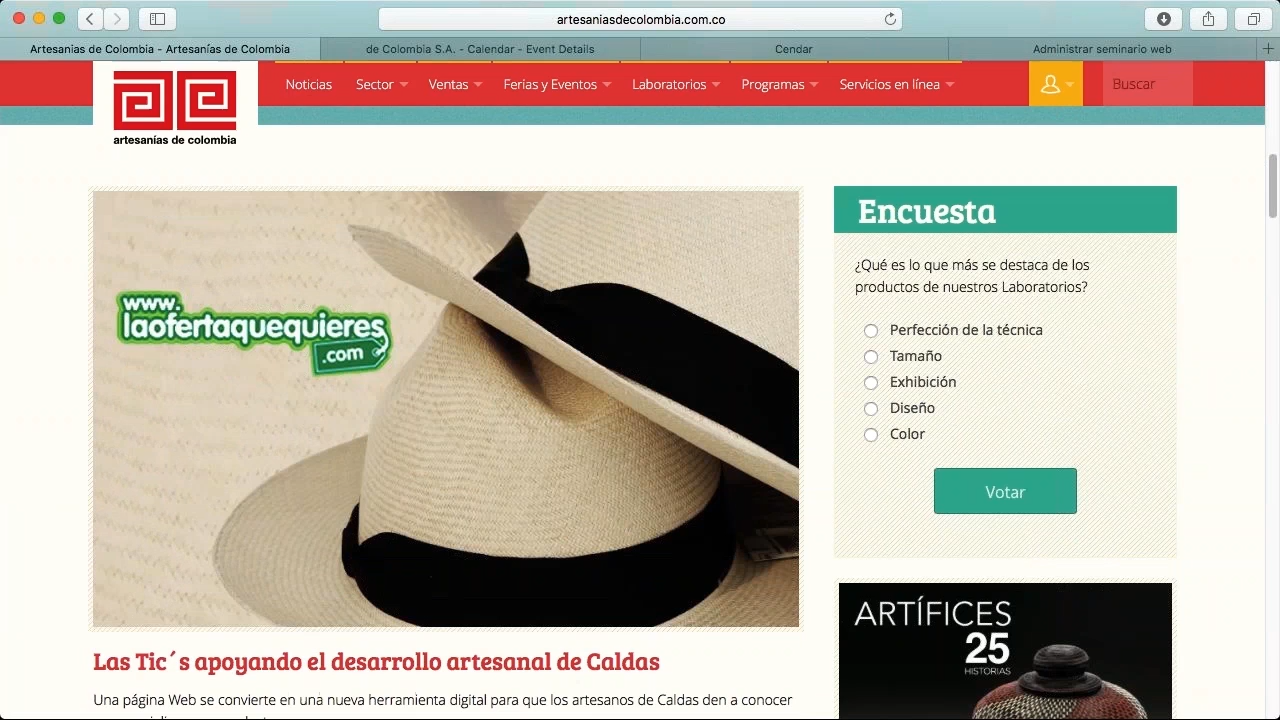 artesaniasdecolombia.com.co
Artesanías de Colombia - Artesanías de Colombia
de Colombia S.A. - Calendar - Event Details
Cendar
Administrar seminario web
artesanías de colombia
Noticias
Sector
Ventas
Ferias y Eventos
Laboratorios
Programas
Servicios en línea
Buscar
www.
laofertaquequieres
.com
Las Tic´s apoyando el desarrollo artesanal de Caldas
Una página Web se convierte en una nueva herramienta digital para que los artesanos de Caldas den a conocer
Encuesta
¿Qué es lo que más se destaca de los
productos de nuestros Laboratorios?
Perfección de la técnica
Tamaño
Exhibición
Diseño
Color
Votar
ARTÍFICES
25
HISTORIAS